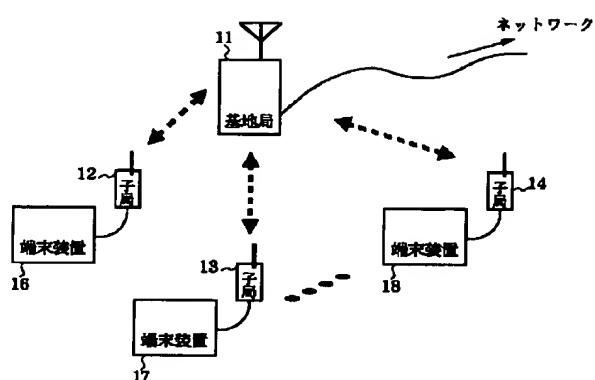 ネットワーク
11
基地局
12
子局
端末装置
16
13
子局
端末装置
17
14
子局
端末装置
18